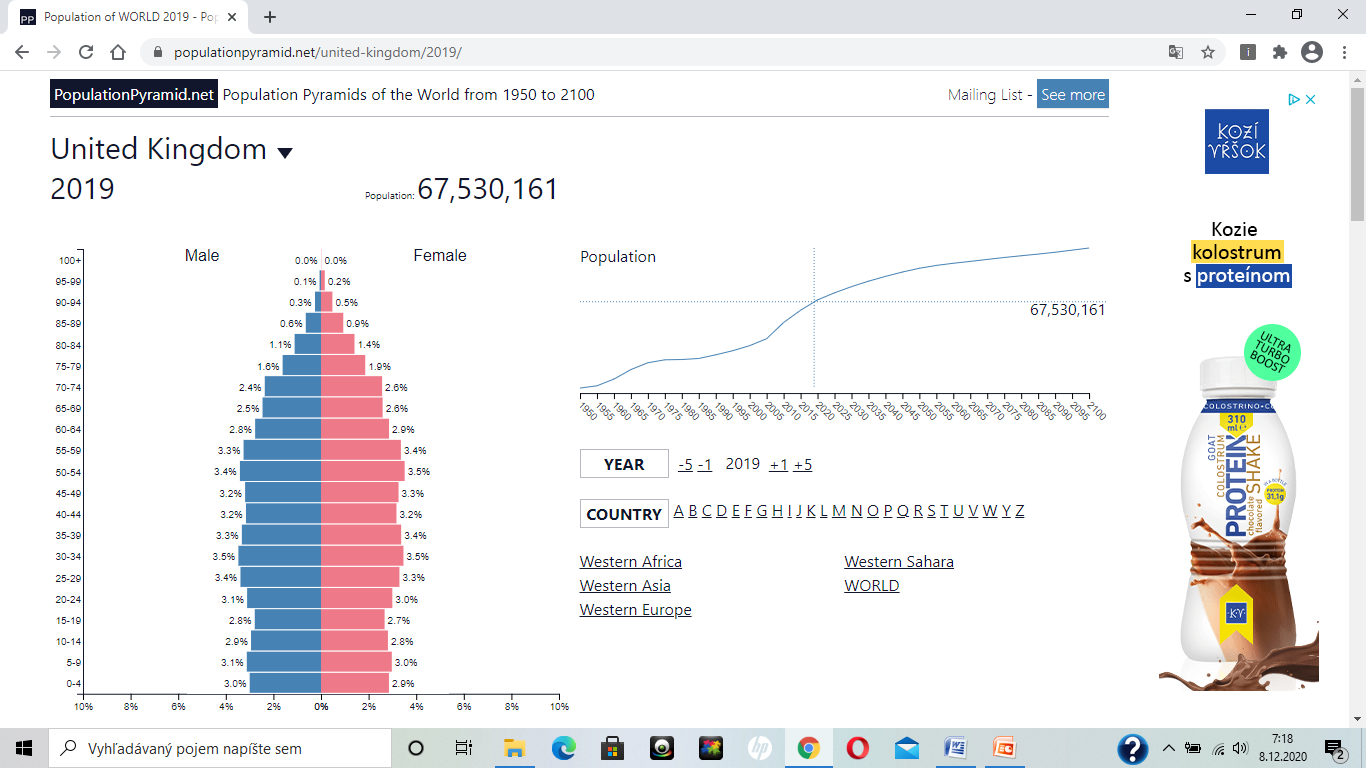 PP Population of WORLD 2019 - Pop
populationpyramid.net/united-kingdom/2019/
PopulationPyramid.net Population Pyramids of the World from 1950 to 2100
Mailing List - See more
United Kingdom
2019
Population: 67,530,161
Male Female
100+ 0.0% 0.0%
95-99 0.1% 0.2%
90-94 0.3% 0.5%
85-89 0.6% 0.9%
80-84 1.1% 1.4%
75-79 1.6% 1.9%
70-74 2.4% 2.6%
65-69 2.5% 2.6%
60-64 2.8% 2.9%
55-59 3.3% 3.4%
50-54 3.4% 3.5%
45-49 3.2% 3.3%
40-44 3.2% 3.2%
35-39 3.3% 3.4%
30-34 3.5% 3.5%
25-29 3.4% 3.3%
20-24 3.1% 3.0%
15-19 2.8% 2.7%
10-14 2.9% 2.8%
5-9 3.1% 3.0%
0-4 3.0% 2.9%
10% 8% 6% 4% 2% 0% 2% 4% 6% 8% 10%
Population
67,530,161
1950 1955 1960 1965 1970 1975 1980 1985 1990 1995 2000 2005 2010 2015 2020 2025 2030 2035 2040 2045 2050 2055 2060 2065 2070 2075 2080 2085 2090 2095 2100
YEAR -5 -1 2019 +1 +5
COUNTRY A B C D E F G H I J K L M N O P Q R S T U V W Y Z
Western Africa
Western Asia
Western Europe
Western Sahara
WORLD
KOZÍ
VŔŠOK
Kozie
kolostrum
s proteínom
ULTRA
TURBO
BOOST
COLOSTRINO
310
ml
GOAT
COLOSTRUM
PROTEIN
SHAKE
chocolate
flavored
PROTEIN
31,1g
K V
Vyhľadávaný pojem napíšte sem
hp
7:18
8.12.2020
2